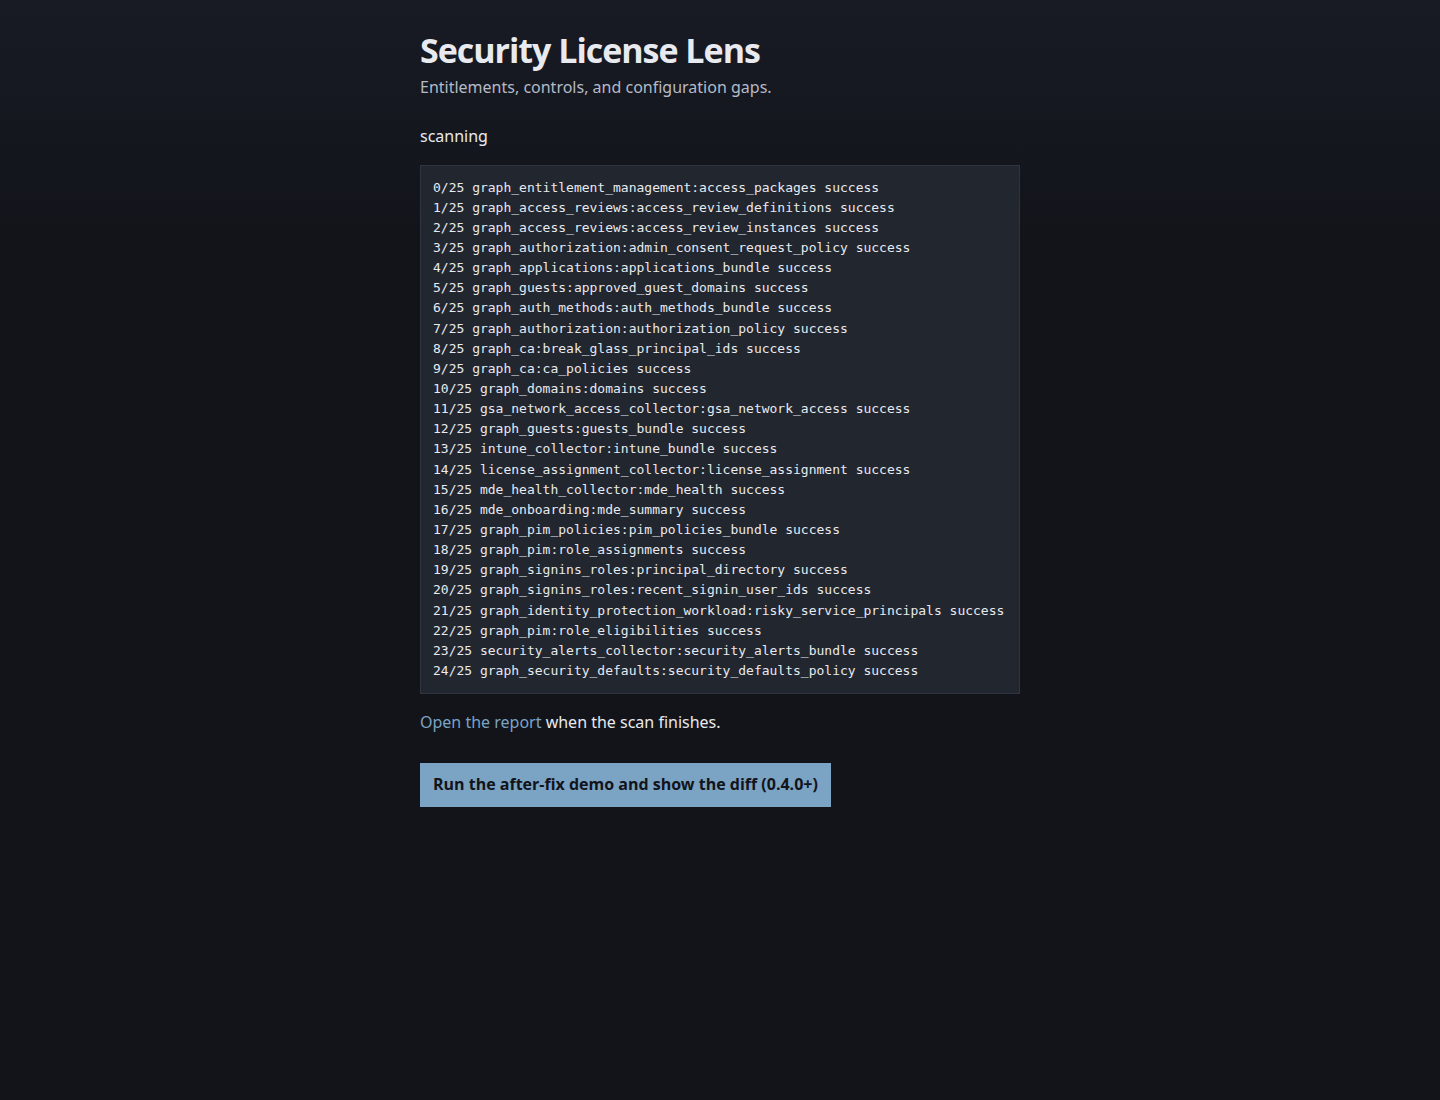 Security License Lens
Entitlements, controls, and configuration gaps.
scanning
0/25 graph_entitlement_management:access_packages success
1/25 graph_access_reviews:access_review_definitions success
2/25 graph_access_reviews:access_review_instances success
3/25 graph_authorization:admin_consent_request_policy success
4/25 graph_applications:applications_bundle success
5/25 graph_guests:approved_guest_domains success
6/25 graph_auth_methods:auth_methods_bundle success
7/25 graph_authorization:authorization_policy success
8/25 graph_ca:break_glass_principal_ids success
9/25 graph_ca:ca_policies success
10/25 graph_domains:domains success
11/25 gsa_network_access_collector:gsa_network_access success
12/25 graph_guests:guests_bundle success
13/25 intune_collector:intune_bundle success
14/25 license_assignment_collector:license_assignment success
15/25 mde_health_collector:mde_health success
16/25 mde_onboarding:mde_summary success
17/25 graph_pim_policies:pim_policies_bundle success
18/25 graph_pim:role_assignments success
19/25 graph_signins_roles:principal_directory success
20/25 graph_signins_roles:recent_signin_user_ids success
21/25 graph_identity_protection_workload:risky_service_principals success
22/25 graph_pim:role_eligibilities success
23/25 security_alerts_collector:security_alerts_bundle success
24/25 graph_security_defaults:security_defaults_policy success
Open the report when the scan finishes.
Run the after-fix demo and show the diff (0.4.0+)